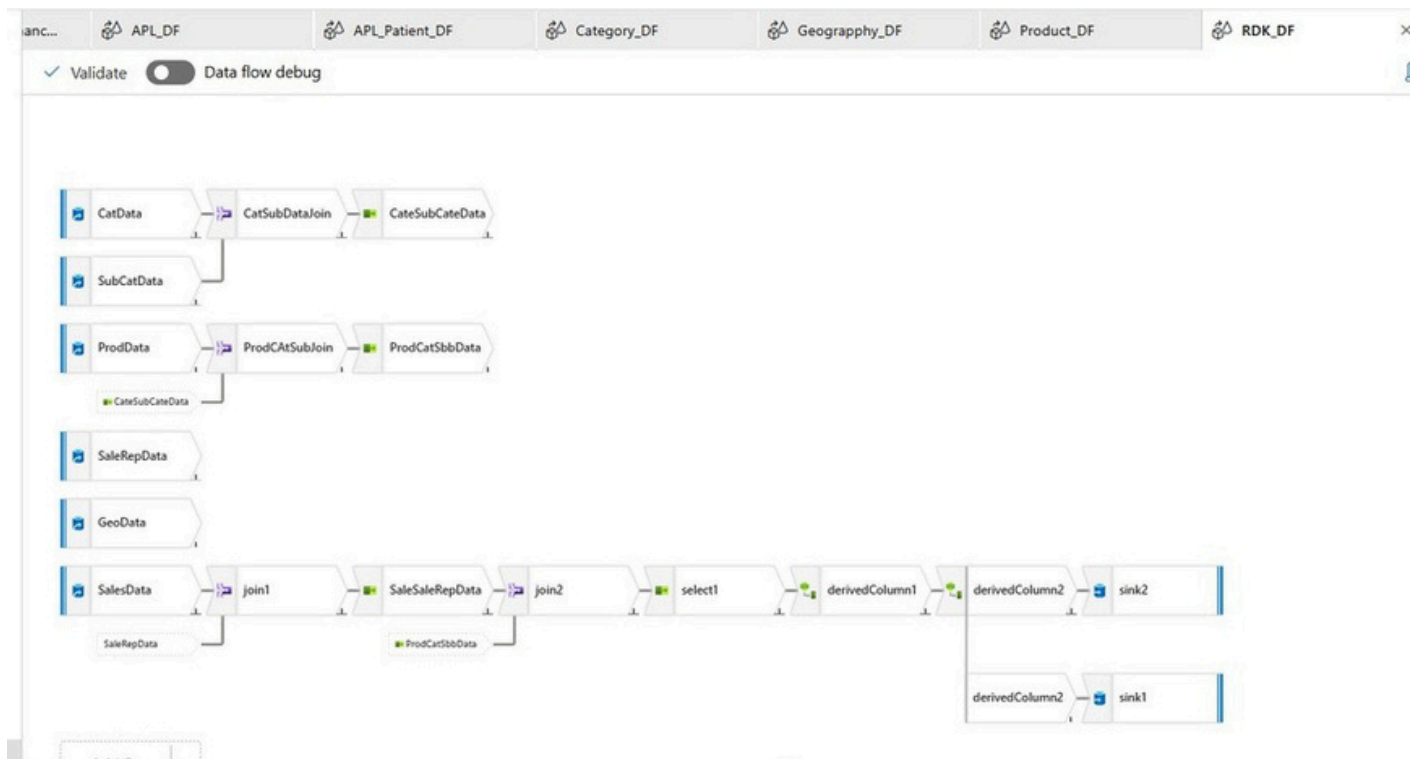 anc... APL_DF APL_Patient_DF Category_DF Geograpphy_DF Product_DF RDK_DF
Validate Data flow debug
CatData CatSubDataJoin CateSubCateData
SubCatData
ProdData ProdCAtSubJoin ProdCatSbbData
CateSubCateData
SaleRepData
GeoData
SalesData join1 SaleSaleRepData join2 select1 derivedColumn1 derivedColumn2 sink2
SaleRepData ProdCatSbbData
derivedColumn2 sink1